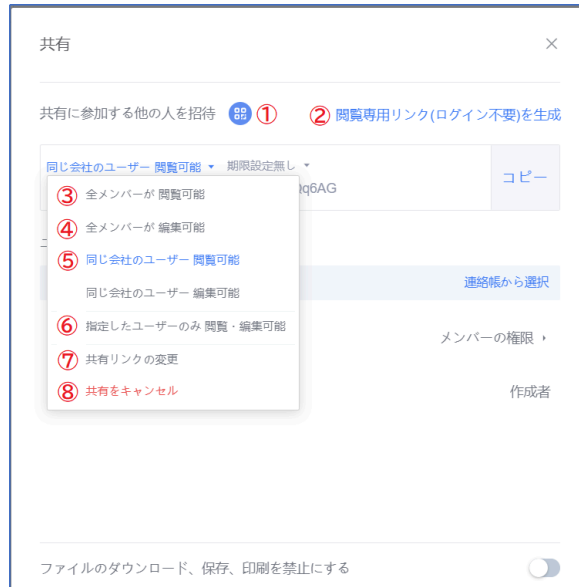 共有
共有に参加する他の人を招待 ① ② 閲覧専用リンク(ログイン不要)を生成
同じ会社のユーザー 閲覧可能 期限設定無し
コピー
③ 全メンバーが 閲覧可能
④ 全メンバーが 編集可能
⑤ 同じ会社のユーザー 閲覧可能
同じ会社のユーザー 編集可能
連絡帳から選択
⑥ 指定したユーザーのみ 閲覧・編集可能
メンバーの権限
⑦ 共有リンクの変更
⑧ 共有をキャンセル
作成者
ファイルのダウンロード、保存、印刷を禁止にする